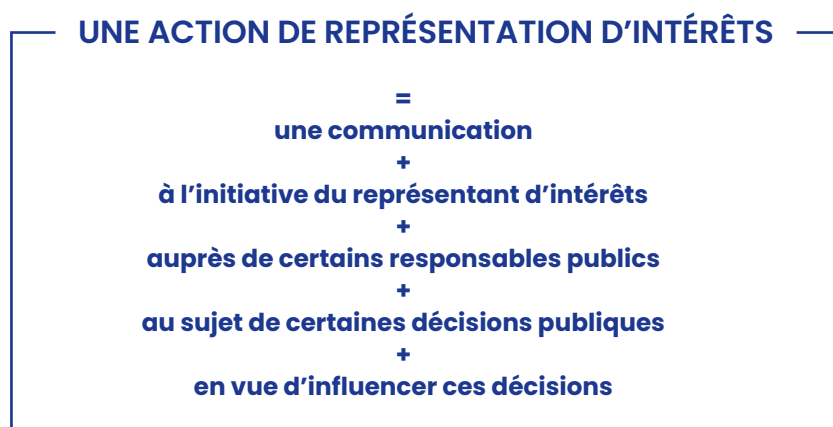 UNE ACTION DE REPRÉSENTATION D’INTÉRÊTS
=
une communication
+
à l’initiative du représentant d’intérêts
+
auprès de certains responsables publics
+
au sujet de certaines décisions publiques
+
en vue d’influencer ces décisions